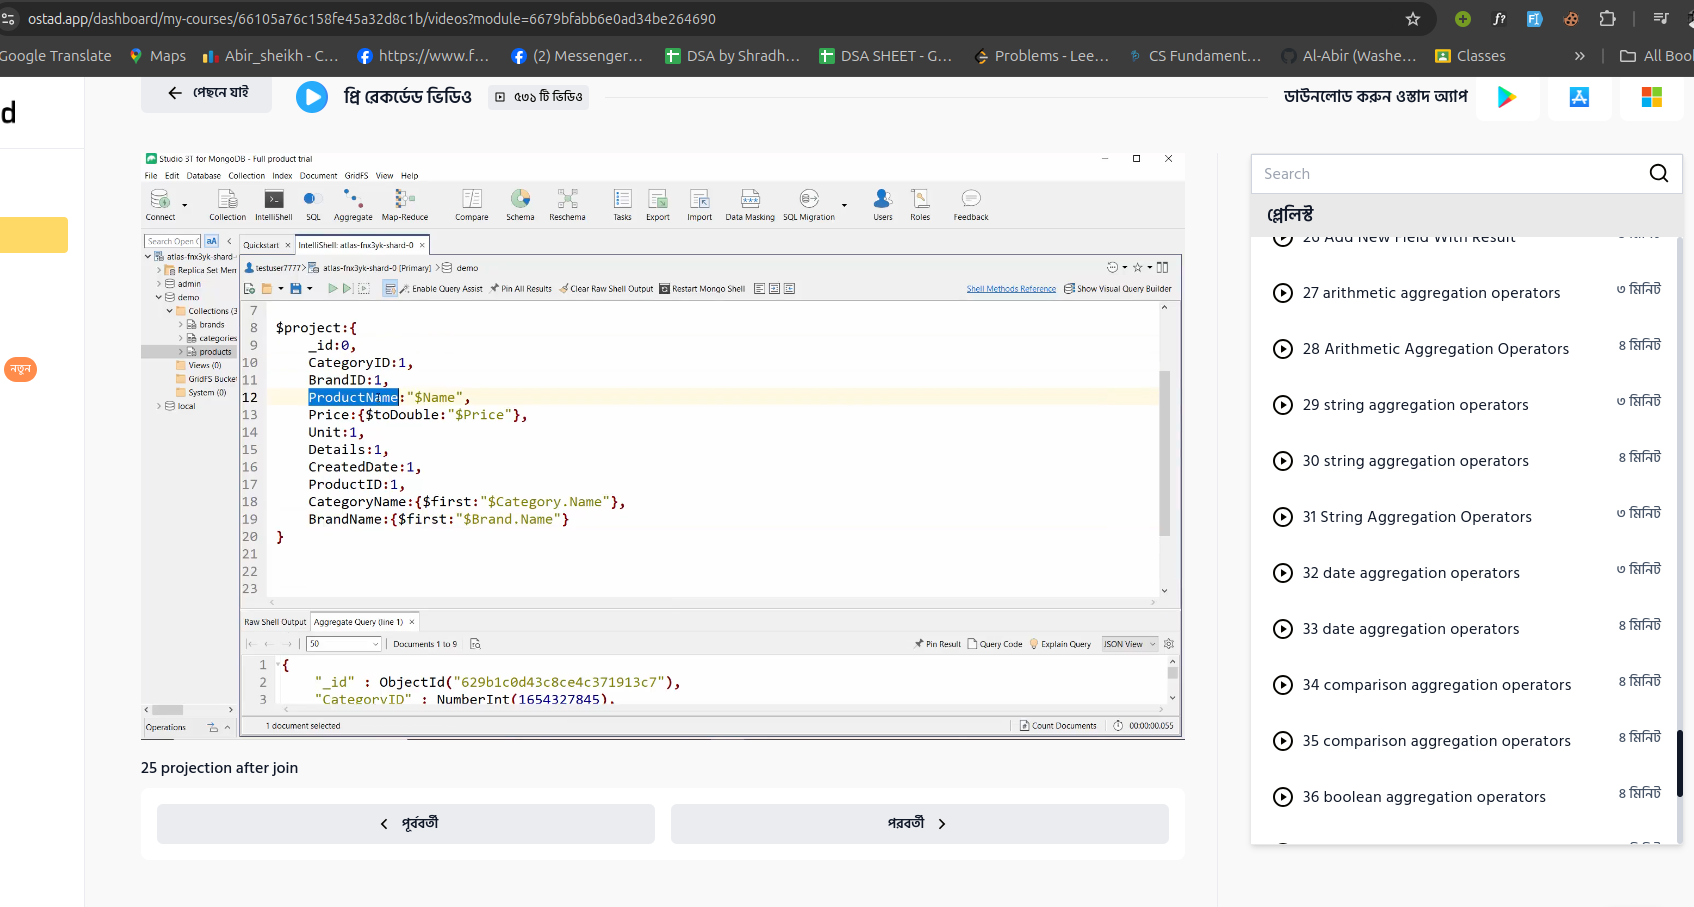 ostad.app/dashboard/my-courses/66105a76c158fe45a32d8c1b/videos?module=6679bfabb6e0ad34be264690
Google Translate
Maps
Abir_sheikh - C...
https://www.f...
(2) Messenger...
DSA by Shradh...
DSA SHEET - G...
Problems - Lee...
CS Fundament...
Al-Abir (Washe...
Classes
»
All Boo
d
পেছনে যাই
প্রি রেকর্ডেড ভিডিও
৫৩১ টি ভিডিও
ডাউনলোড করুন ওস্তাদ অ্যাপ
নতুন
Studio 3T for MongoDB - Full product trial
File Edit Database Collection Index Document GridFS View Help
Connect Collection IntelliShell SQL Aggregate Map-Reduce Compare Schema Reschema Tasks Export Import Data Masking SQL Migration Users Roles Feedback
Search Open C aA
Quickstart
IntelliShell: atlas-fnx3yk-shard-0
atlas-fnx3yk-shard-
Replica Set Mem
admin
demo
Collections (3
brands
categories
products
Views (0)
GridFS Bucket
System (0)
local
testuser7777 atlas-fnx3yk-shard-0 [Primary] demo
Enable Query Assist Pin All Results Clear Raw Shell Output Restart Mongo Shell Shell Methods Reference Show Visual Query Builder
7
8 $project:{
9 _id:0,
10 CategoryID:1,
11 BrandID:1,
12 ProductName:"$Name",
13 Price:{$toDouble:"$Price"},
14 Unit:1,
15 Details:1,
16 CreatedDate:1,
17 ProductID:1,
18 CategoryName:{$first:"$Category.Name"},
19 BrandName:{$first:"$Brand.Name"}
20 }
21
22
23
Raw Shell Output Aggregate Query (line 1)
50 Documents 1 to 9 Pin Result Query Code Explain Query JSON View
1 {
2 "_id" : ObjectId("629b1c0d43c8ce4c371913c7"),
3 "CategoryID" : NumberInt(1654327845),
Operations
1 document selected
Count Documents 00:00:00.055
25 projection after join
পূর্ববর্তী
পরবর্তী
Search
প্লেলিস্ট
26 Add New Field With Result
27 arithmetic aggregation operators ৩ মিনিট
28 Arithmetic Aggregation Operators ৪ মিনিট
29 string aggregation operators ৩ মিনিট
30 string aggregation operators ৪ মিনিট
31 String Aggregation Operators ৩ মিনিট
32 date aggregation operators ৩ মিনিট
33 date aggregation operators ৪ মিনিট
34 comparison aggregation operators ৪ মিনিট
35 comparison aggregation operators ৪ মিনিট
36 boolean aggregation operators ৪ মিনিট